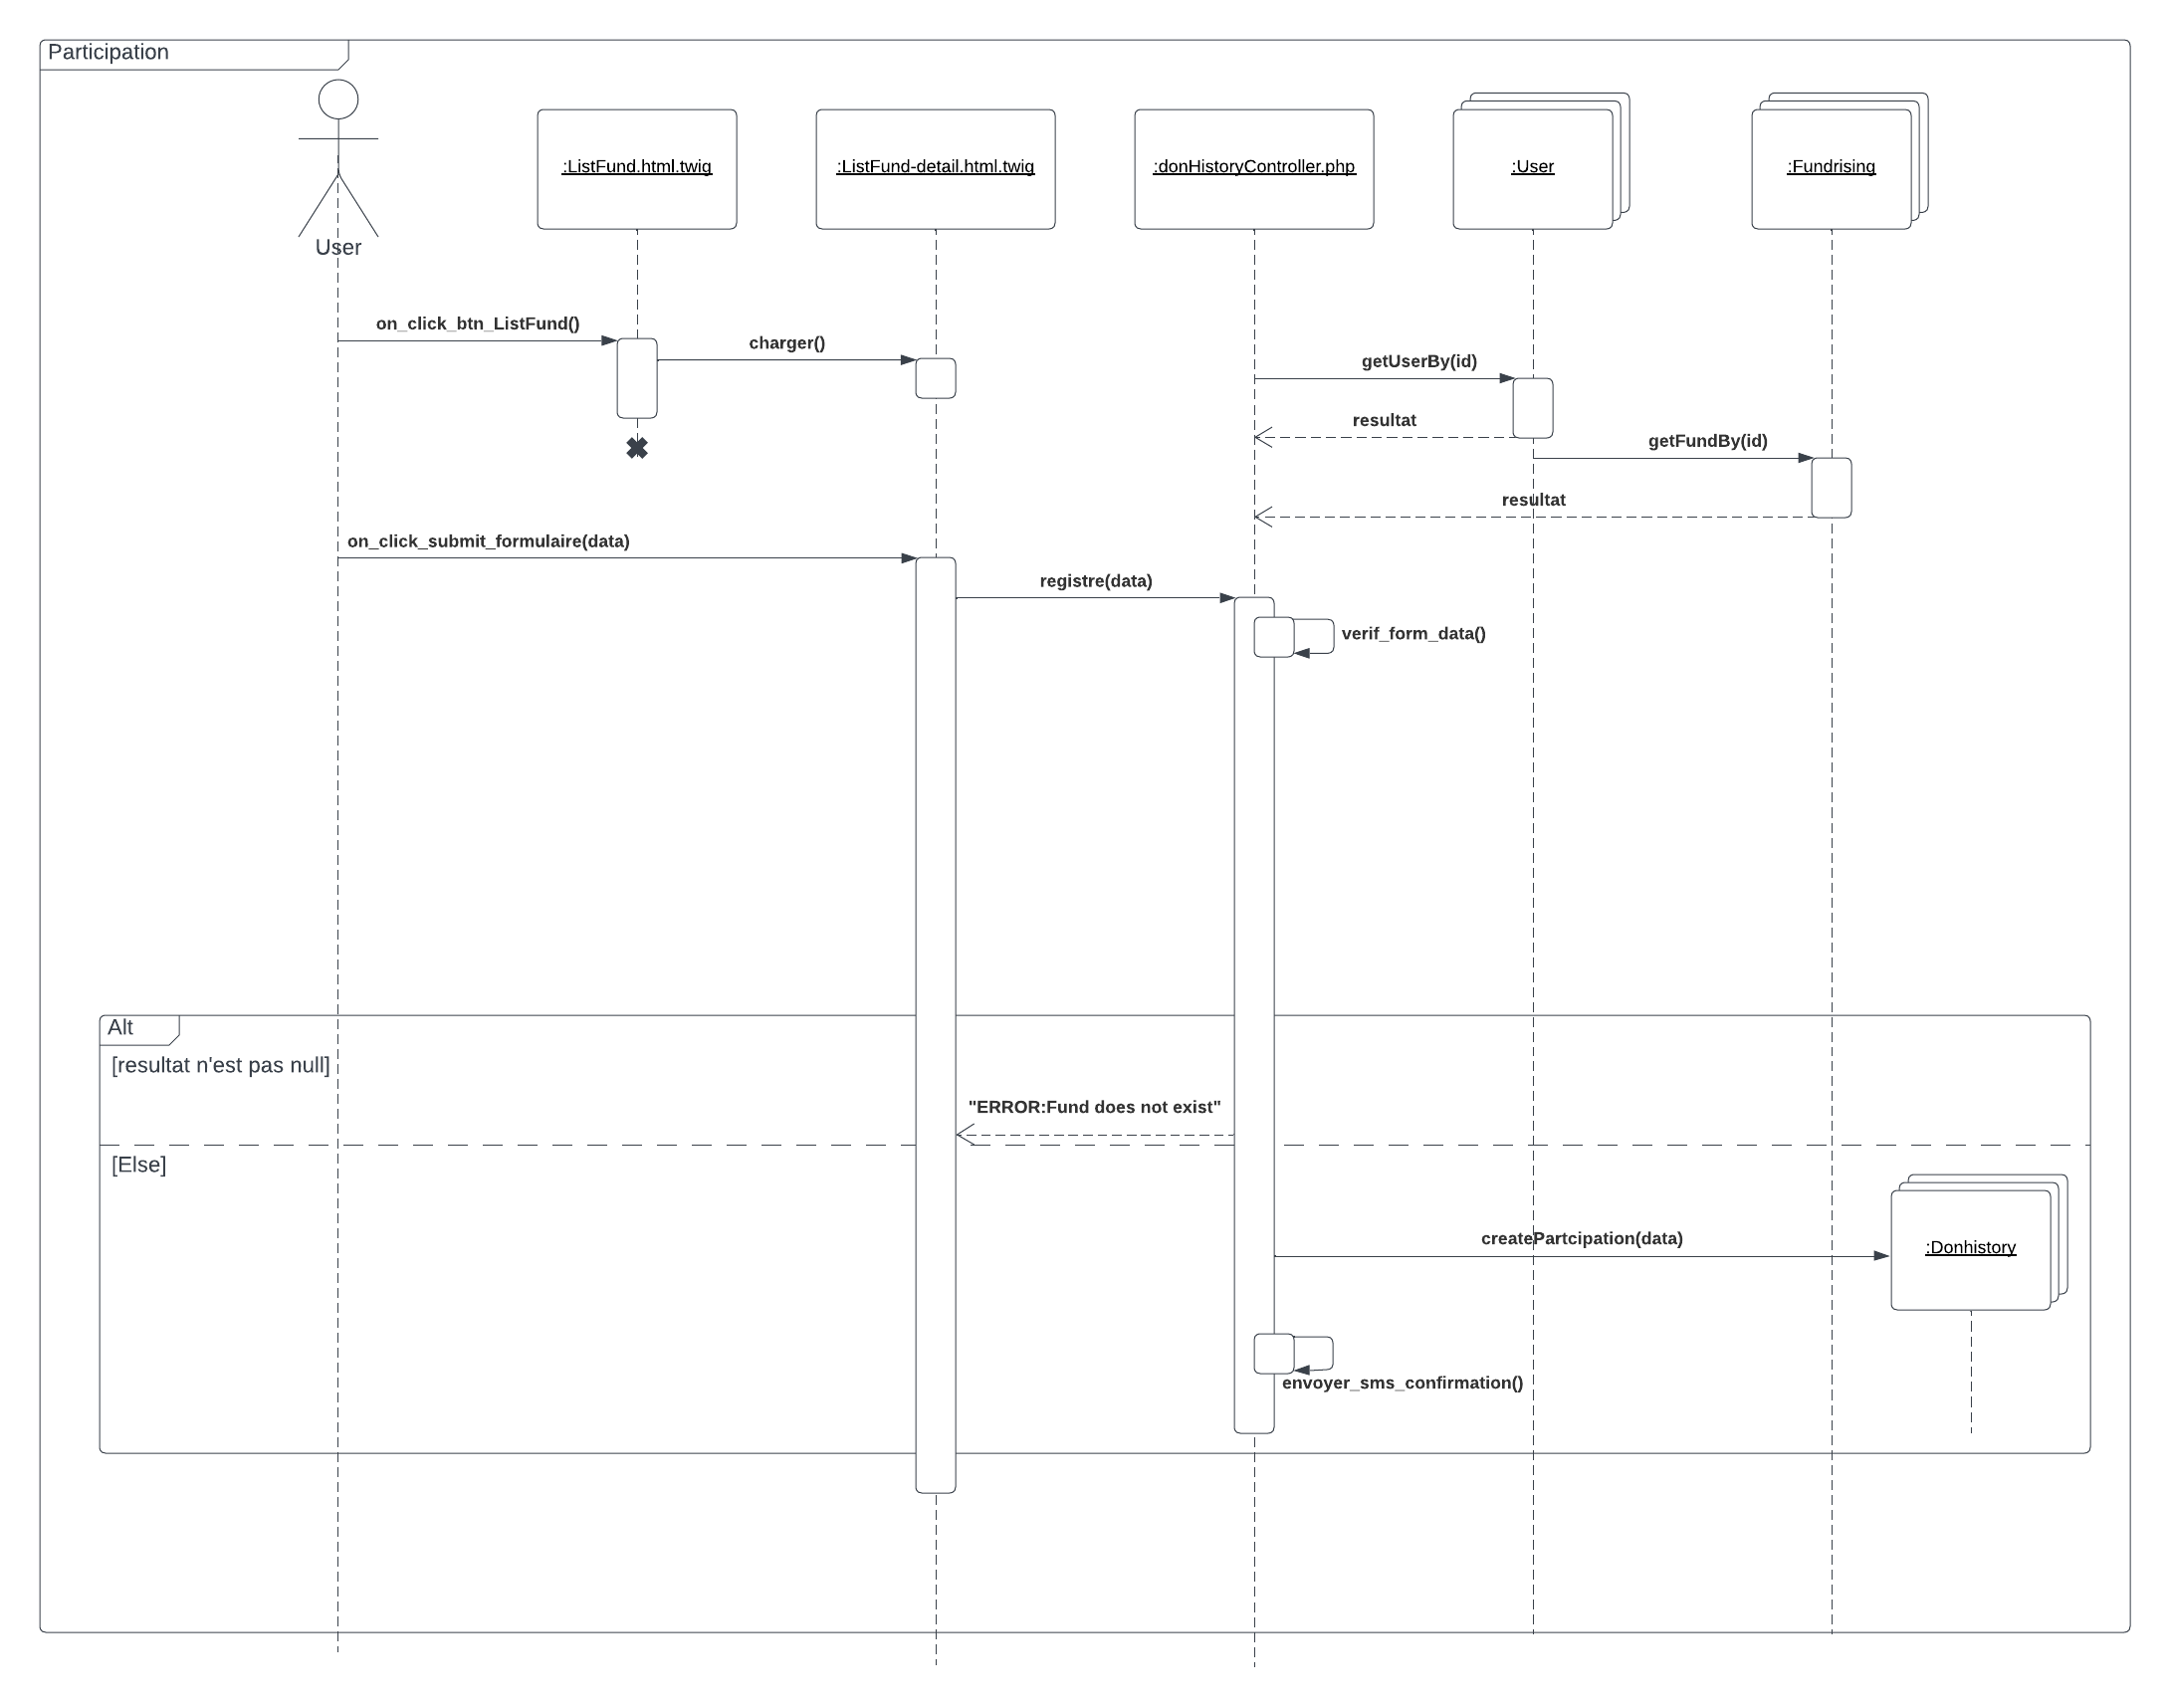 Participation
User
:ListFund.html.twig
:ListFund-detail.html.twig
:donHistoryController.php
:User
:Fundrising
on_click_btn_ListFund()
charger()
getUserBy(id)
resultat
getFundBy(id)
resultat
on_click_submit_formulaire(data)
registre(data)
verif_form_data()
Alt
[resultat n'est pas null]
"ERROR:Fund does not exist"
[Else]
createPartcipation(data)
:Donhistory
envoyer_sms_confirmation()